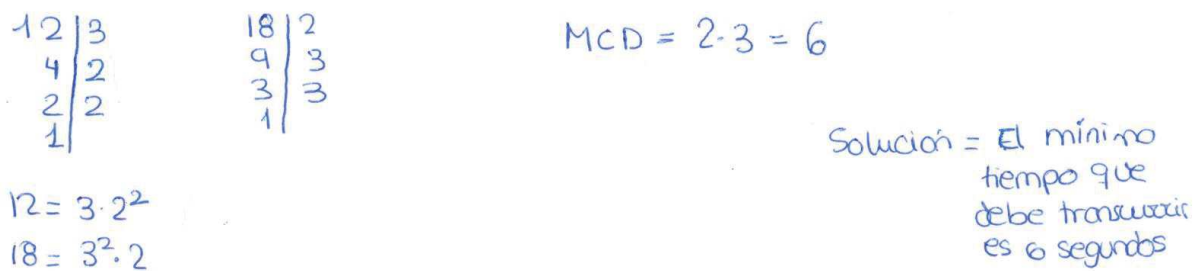 12 | 3
4 | 2
2 | 2
1 |
18 | 2
9 | 3
3 | 3
1 |
MCD = 2·3 = 6
12 = 3·2²
18 = 3²·2
Solución = El mínimo
tiempo que
debe transcurrir
es 6 segundos